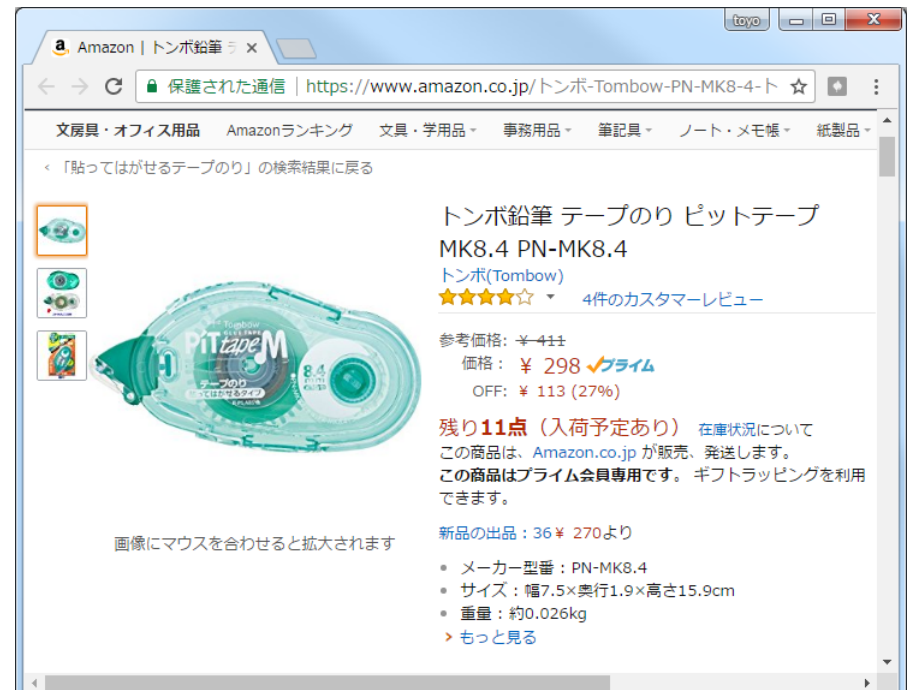 toyo
Amazon | トンボ鉛筆 テ
保護された通信 | https://www.amazon.co.jp/トンボ-Tombow-PN-MK8-4-ト
文房具・オフィス用品 Amazonランキング 文具・学用品 事務用品 筆記具 ノート・メモ帳 紙製品
‹ 「貼ってはがせるテープのり」の検索結果に戻る
トンボ鉛筆 テープのり ピットテープ
MK8.4 PN-MK8.4
トンボ(Tombow)
4件のカスタマーレビュー
参考価格: ¥ 411
価格: ¥ 298 プライム
OFF: ¥ 113 (27%)
残り11点（入荷予定あり） 在庫状況について
この商品は、Amazon.co.jp が販売、発送します。
この商品はプライム会員専用です。 ギフトラッピングを利用
できます。
新品の出品：36¥ 270より
• メーカー型番：PN-MK8.4
• サイズ：幅7.5×奥行1.9×高さ15.9cm
• 重量：約0.026kg
› もっと見る
Tombow
GLUE TAPE
PiT tape M
テープのり
貼ってはがせるタイプ
8.4
画像にマウスを合わせると拡大されます